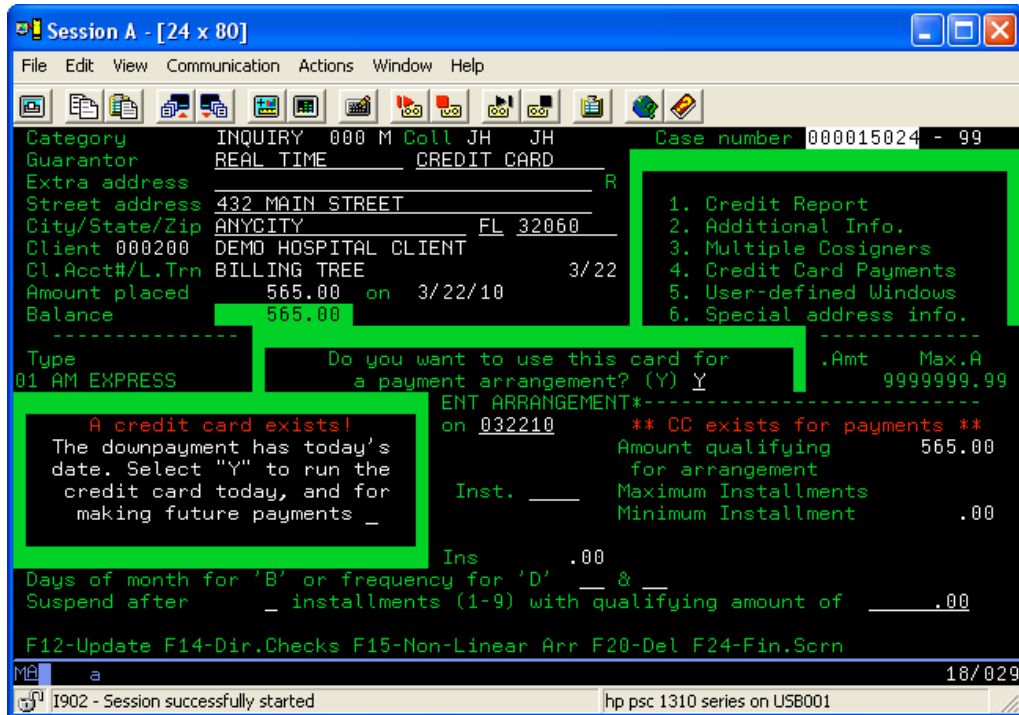 Session A - [24 x 80]
File Edit View Communication Actions Window Help
Category INQUIRY 000 M Coll JH JH Case number 000015024 - 99
Guarantor REAL TIME CREDIT CARD
Extra address R
Street address 432 MAIN STREET 1. Credit Report
City/State/Zip ANYCITY FL 32060 2. Additional Info.
Client 000200 DEMO HOSPITAL CLIENT 3. Multiple Cosigners
Cl.Acct#/L.Trn BILLING TREE 3/22 4. Credit Card Payments
Amount placed 565.00 on 3/22/10 5. User-defined Windows
Balance 565.00 6. Special address info.
Type Do you want to use this card for .Amt Max.A
01 AM EXPRESS a payment arrangement? (Y) Y 9999999.99
ENT ARRANGEMENT*----------------------------
A credit card exists! on 032210 ** CC exists for payments **
The downpayment has today's Amount qualifying 565.00
date. Select "Y" to run the for arrangement
credit card today, and for Inst. Maximum Installments
making future payments _ Minimum Installment .00
Ins .00
Days of month for 'B' or frequency for 'D' __ & __
Suspend after _ installments (1-9) with qualifying amount of .00
F12-Update F14-Dir.Checks F15-Non-Linear Arr F20-Del F24-Fin.Scrn
MA a 18/029
I902 - Session successfully started hp psc 1310 series on USB001